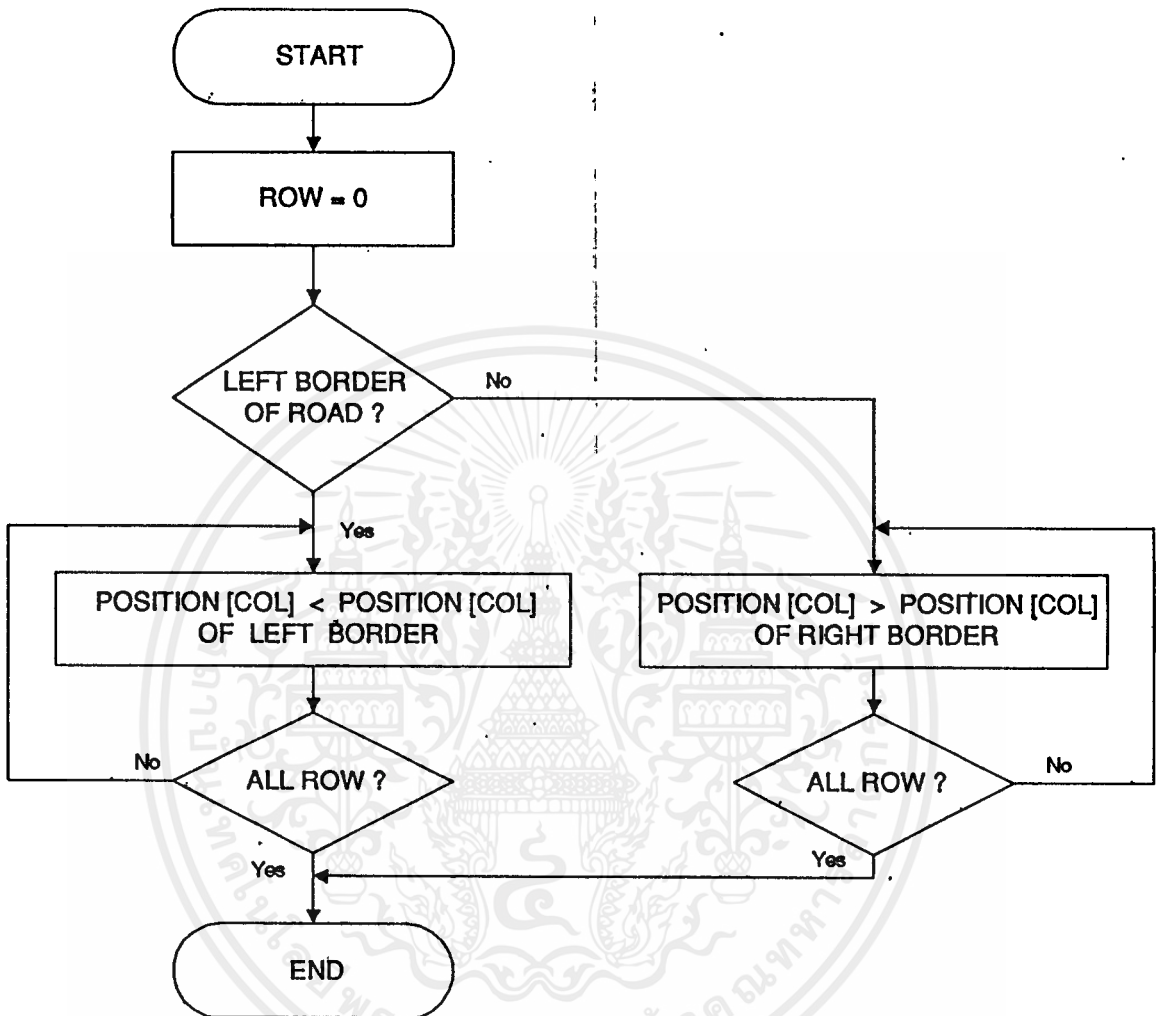 START
ROW = 0
LEFT BORDER
OF ROAD ?
No
Yes
POSITION [COL] < POSITION [COL]
OF LEFT BORDER
POSITION [COL] > POSITION [COL]
OF RIGHT BORDER
No
ALL ROW ?
ALL ROW ?
No
Yes
Yes
END